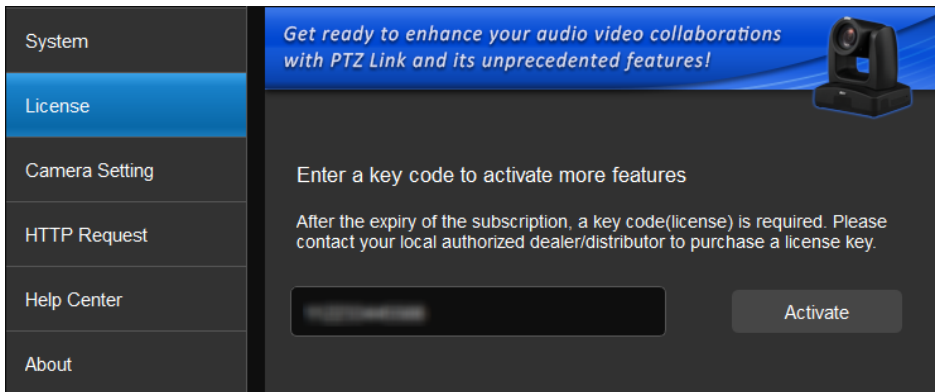 System
License
Camera Setting
HTTP Request
Help Center
About
Get ready to enhance your audio video collaborations
with PTZ Link and its unprecedented features!
Enter a key code to activate more features
After the expiry of the subscription, a key code(license) is required. Please
contact your local authorized dealer/distributor to purchase a license key.
Activate